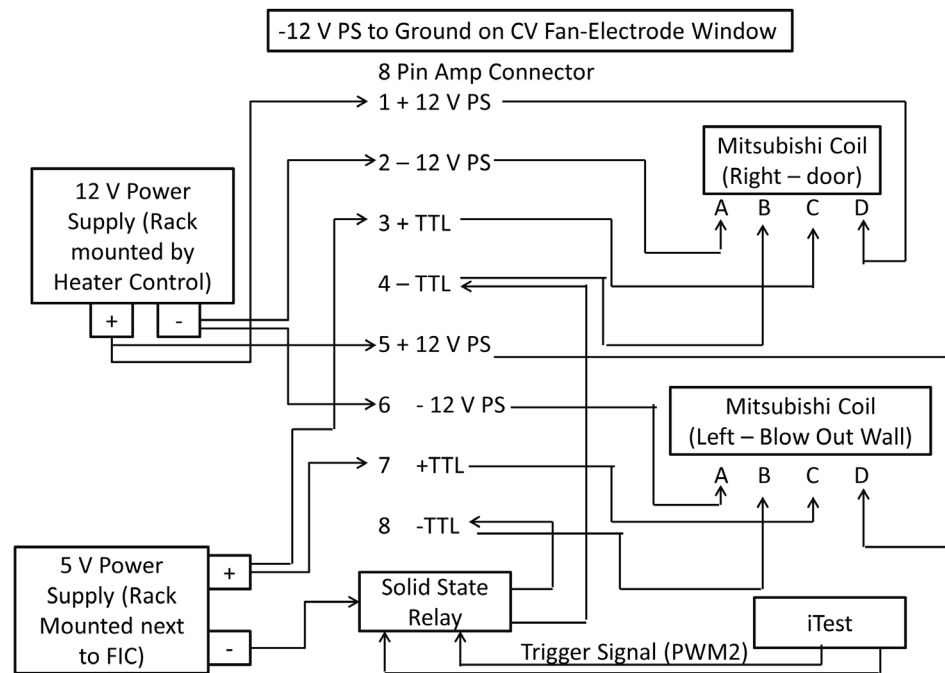 -12 V PS to Ground on CV Fan-Electrode Window
8 Pin Amp Connector
1 + 12 V PS
2 – 12 V PS
3 + TTL
4 – TTL
5 + 12 V PS
6 - 12 V PS
7 +TTL
8 -TTL
12 V Power
Supply (Rack
mounted by
Heater Control)
+
-
Mitsubishi Coil
(Right – door)
A B C D
Mitsubishi Coil
(Left – Blow Out Wall)
A B C D
5 V Power
Supply (Rack
Mounted next
to FIC)
+
-
Solid State
Relay
iTest
Trigger Signal (PWM2)